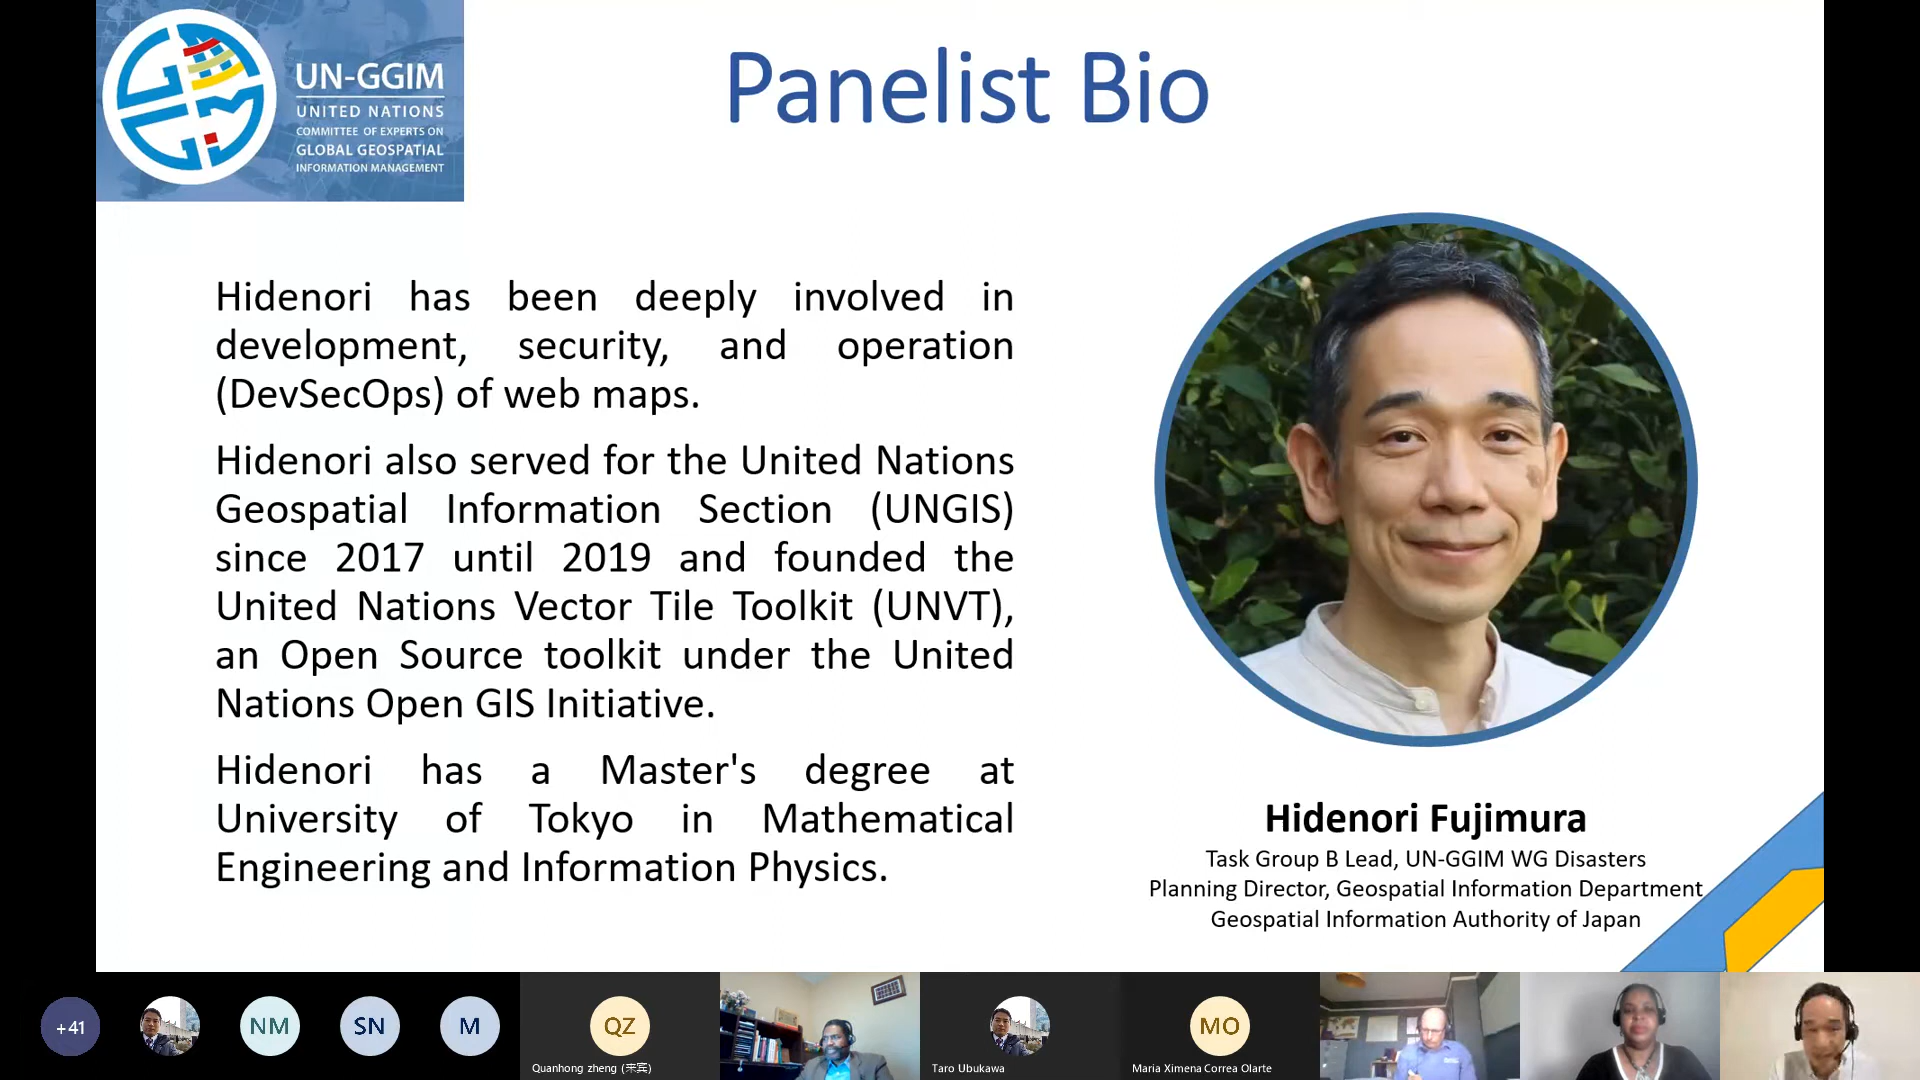 UN-GGIM
UNITED NATIONS
COMMITTEE OF EXPERTS ON
GLOBAL GEOSPATIAL
INFORMATION MANAGEMENT
Panelist Bio
Hidenori has been deeply involved in
development, security, and operation
(DevSecOps) of web maps.
Hidenori also served for the United Nations
Geospatial Information Section (UNGIS)
since 2017 until 2019 and founded the
United Nations Vector Tile Toolkit (UNVT),
an Open Source toolkit under the United
Nations Open GIS Initiative.
Hidenori has a Master's degree at
University of Tokyo in Mathematical
Engineering and Information Physics.
Hidenori Fujimura
Task Group B Lead, UN-GGIM WG Disasters
Planning Director, Geospatial Information Department
Geospatial Information Authority of Japan
+41
NM
SN
M
QZ
Quanhong zheng (来宾)
Taro Ubukawa
MO
Maria Ximena Correa Olarte